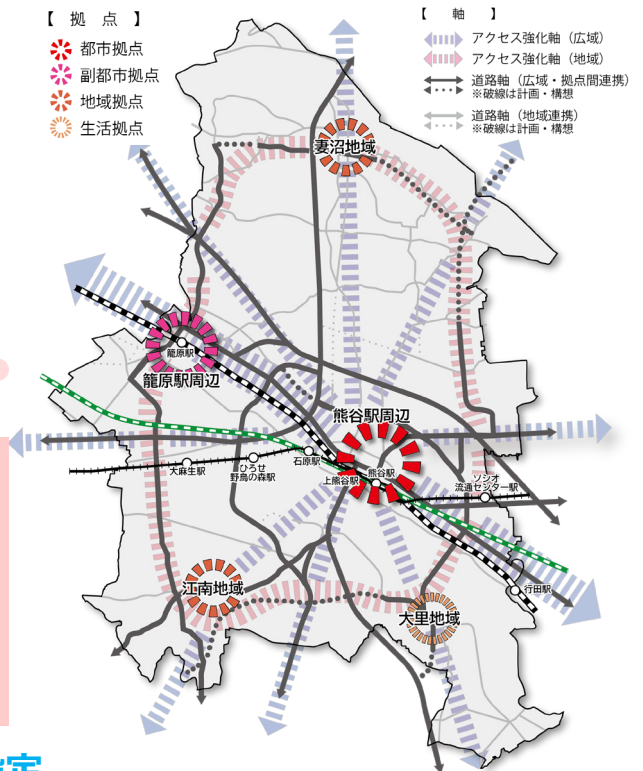 【 拠 点 】
都市拠点
副都市拠点
地域拠点
生活拠点
【 軸 】
アクセス強化軸（広域）
アクセス強化軸（地域）
道路軸（広域・拠点間連携）
※破線は計画・構想
道路軸（地域連携）
※破線は計画・構想
妻沼地域
籠原駅
籠原駅周辺
熊谷駅周辺
大麻生駅
ひろせ
野鳥の森駅
石原駅
上熊谷駅
熊谷駅
ソシオ
流通センター駅
江南地域
大里地域
行田駅